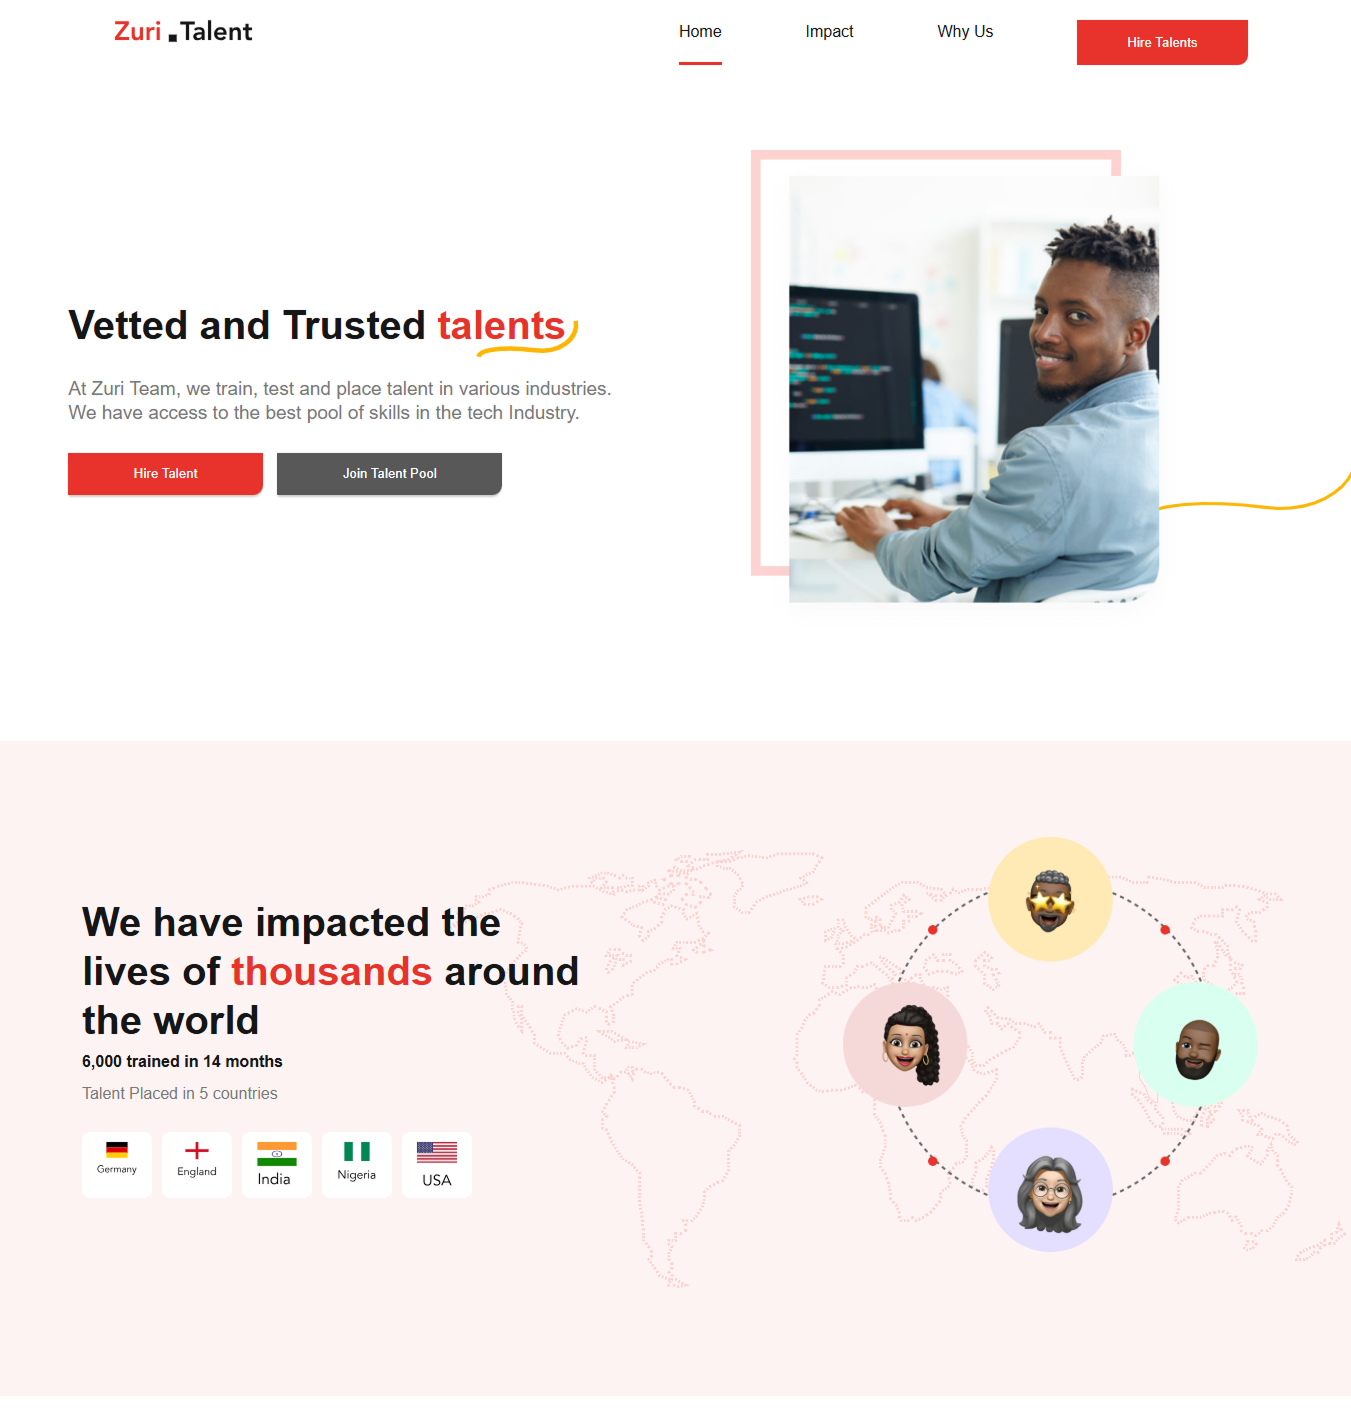 Zuri .Talent
Home
Impact
Why Us
Hire Talents
Vetted and Trusted talents
At Zuri Team, we train, test and place talent in various industries.
We have access to the best pool of skills in the tech Industry.
Hire Talent
Join Talent Pool
We have impacted the
lives of thousands around
the world
6,000 trained in 14 months
Talent Placed in 5 countries
Germany
England
India
Nigeria
USA